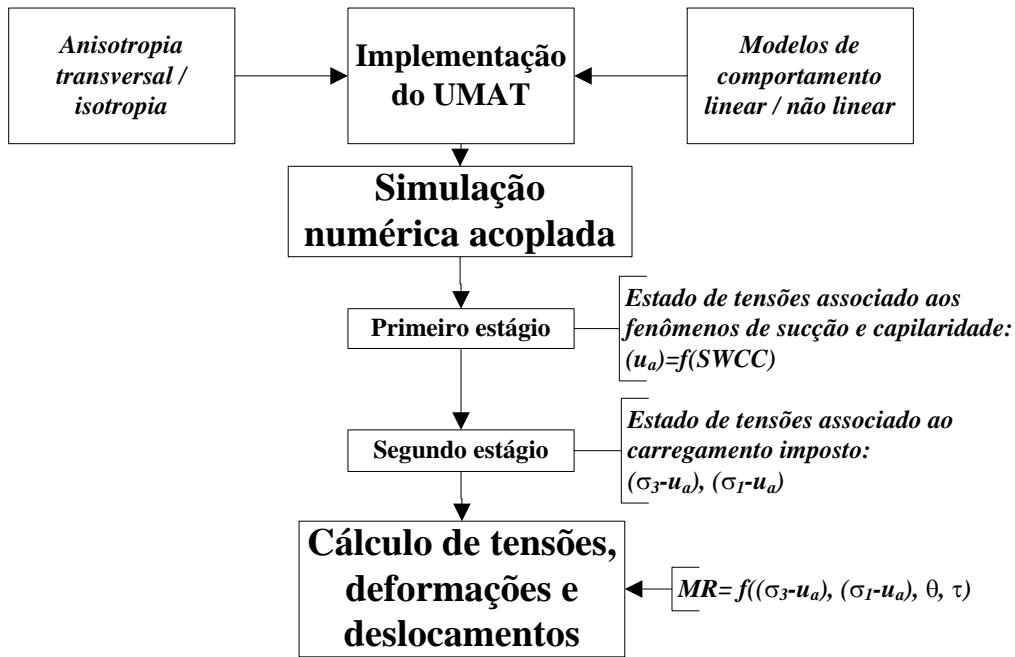 Anisotropia
transversal /
isotropia
Implementação
do UMAT
Modelos de
comportamento
linear / não linear
Simulação
numérica acoplada
Primeiro estágio
Estado de tensões associado aos
fenômenos de sucção e capilaridade:
(uₐ)=f(SWCC)
Segundo estágio
Estado de tensões associado ao
carregamento imposto:
(σ₃-uₐ), (σ₁-uₐ)
Cálculo de tensões,
deformações e
deslocamentos
MR= f((σ₃-uₐ), (σ₁-uₐ), θ, τ)